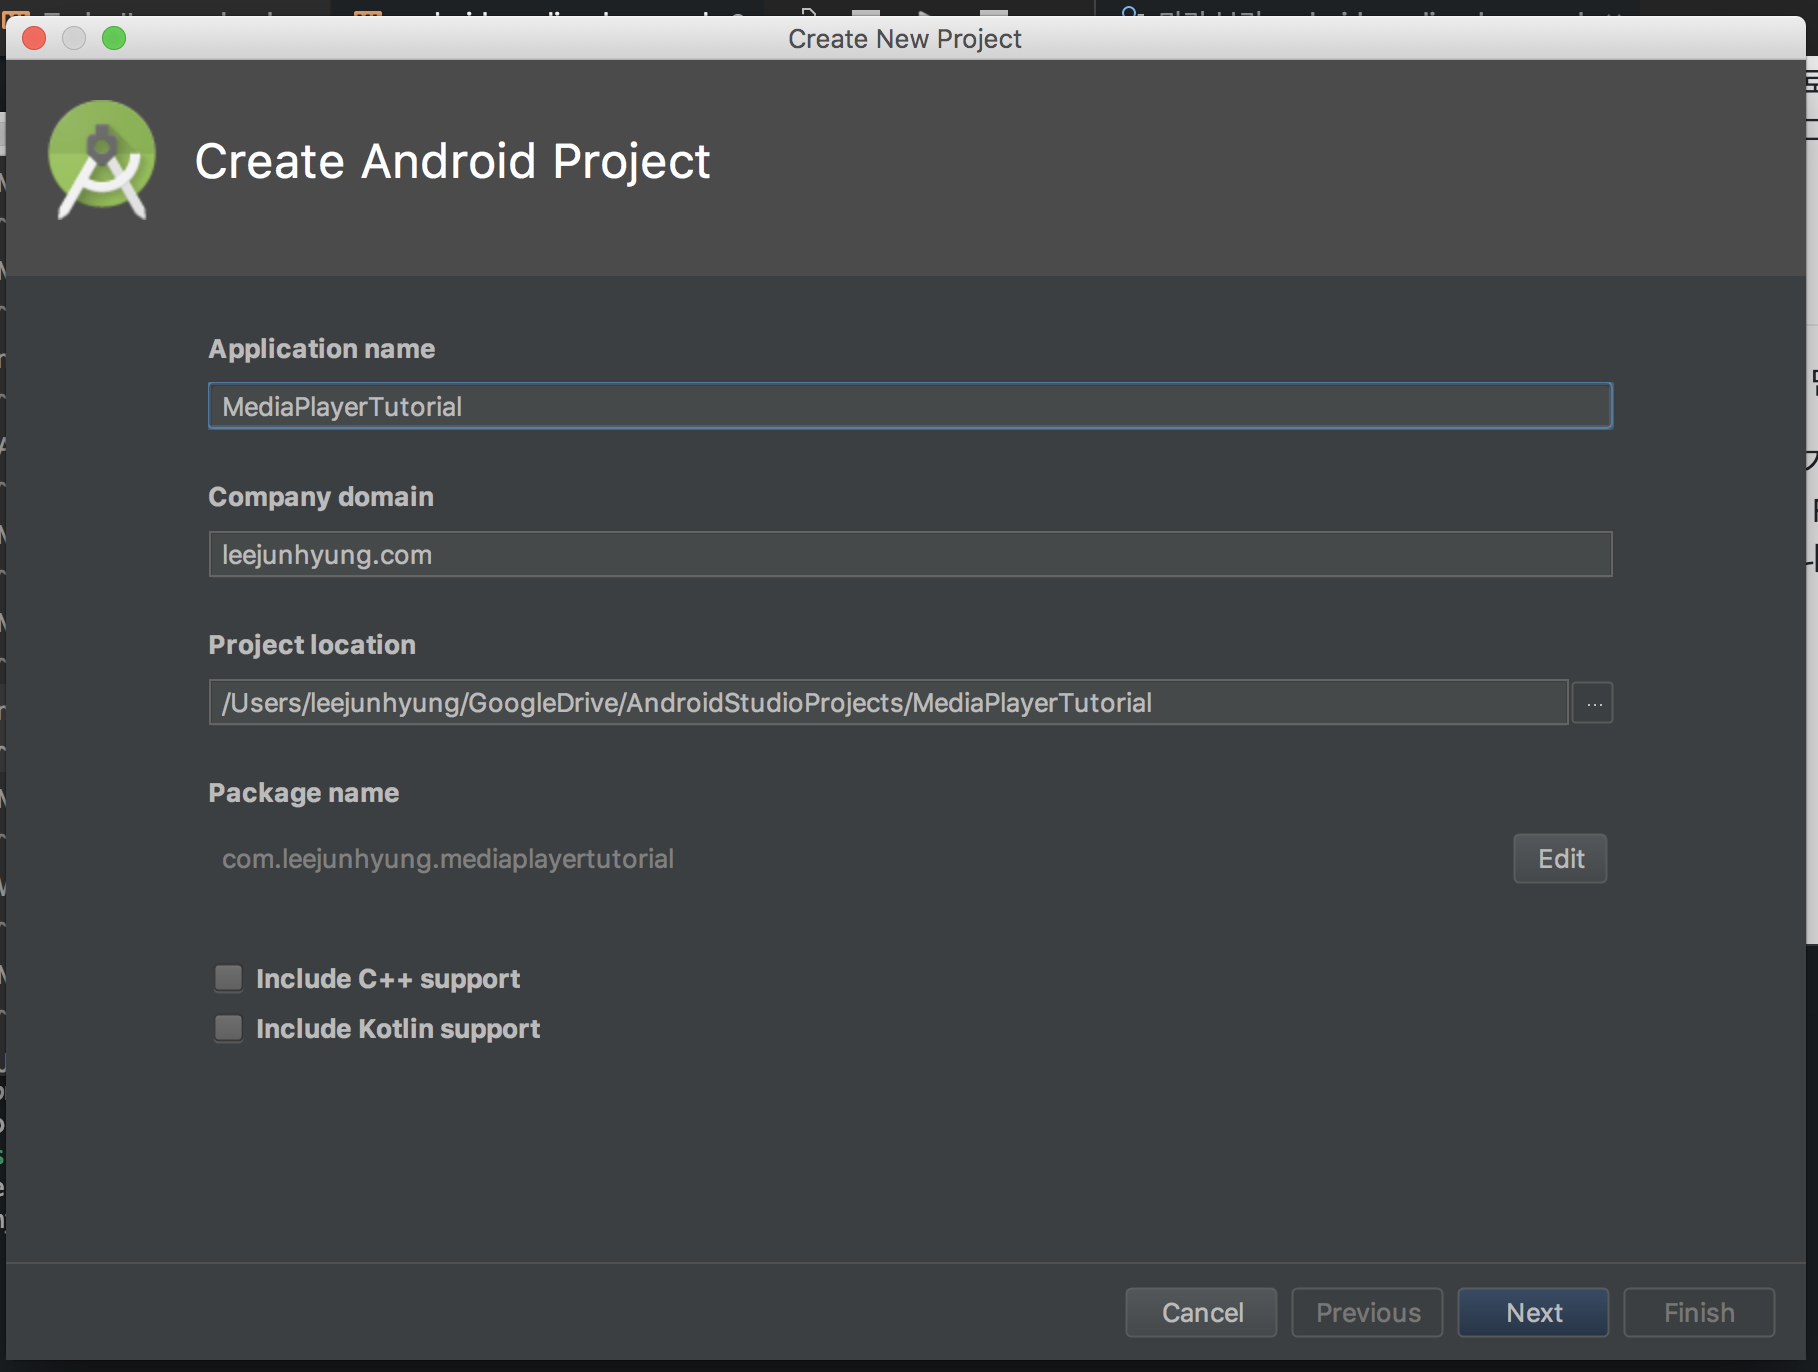 Create New Project
Create Android Project
Application name
MediaPlayerTutorial
Company domain
leejunhyung.com
Project location
/Users/leejunhyung/GoogleDrive/AndroidStudioProjects/MediaPlayerTutorial
...
Package name
com.leejunhyung.mediaplayertutorial
Edit
Include C++ support
Include Kotlin support
Cancel
Previous
Next
Finish